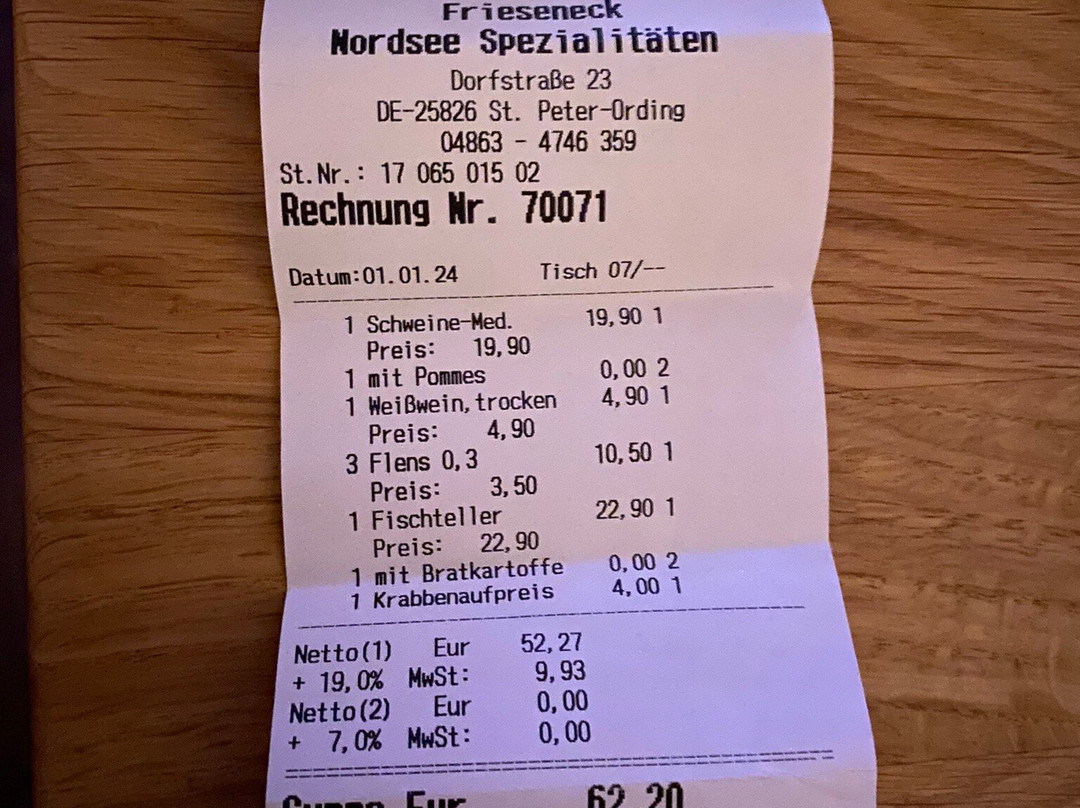 Frieseneck
Nordsee Spezialitäten
Dorfstraße 23
DE-25826 St. Peter-Ording
04863 - 4746 359
St.Nr.: 17 065 015 02
Rechnung Nr. 70071
Datum:01.01.24 Tisch 07/--
1 Schweine-Med. 19,90 1
Preis: 19,90
1 mit Pommes 0,00 2
1 Weißwein,trocken 4,90 1
Preis: 4,90
3 Flens 0,3 10,50 1
Preis: 3,50
1 Fischteller 22,90 1
Preis: 22,90
1 mit Bratkartoffe 0,00 2
1 Krabbenaufpreis 4,00 1
Netto(1) Eur 52,27
+ 19,0% MwSt: 9,93
Netto(2) Eur 0,00
+ 7,0% MwSt: 0,00
Eur 62,20